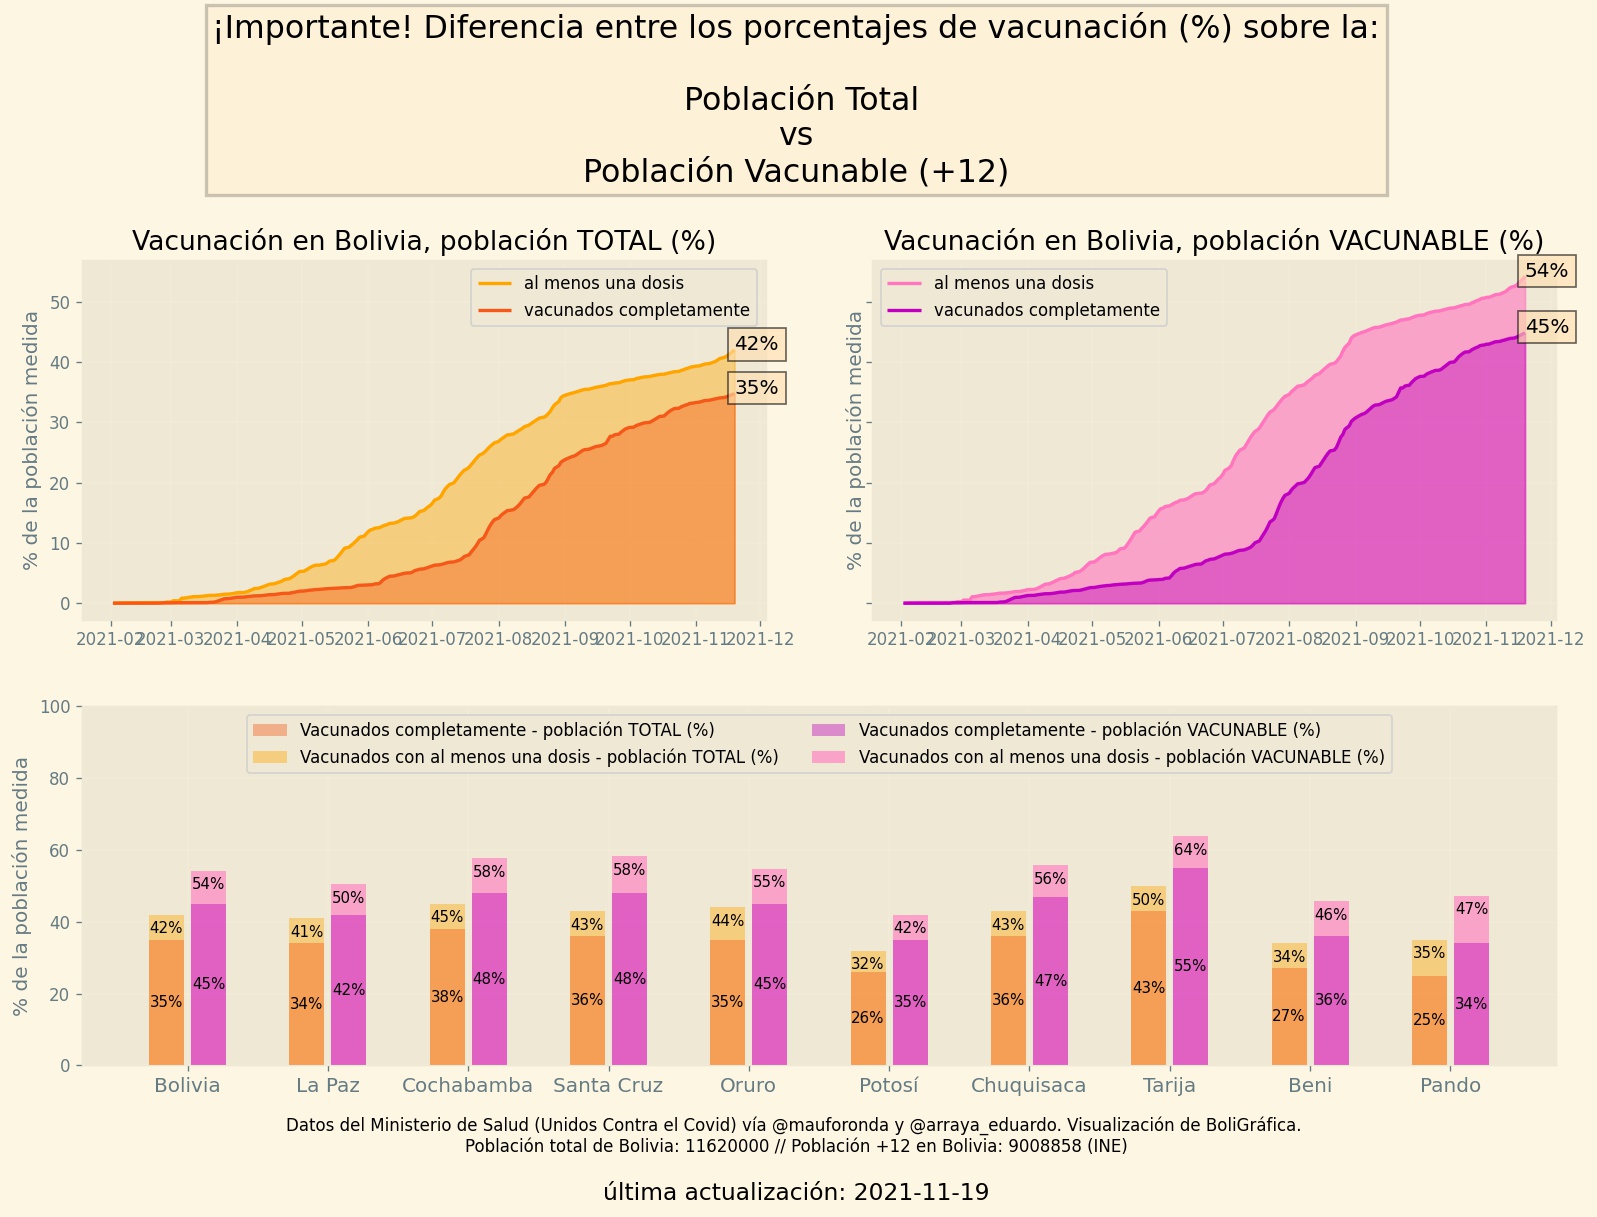 ¡Importante! Diferencia entre los porcentajes de vacunación (%) sobre la:
Población Total
vs
Población Vacunable (+12)
Vacunación en Bolivia, población TOTAL (%)
al menos una dosis
vacunados completamente
42%
35%
% de la población medida
50
40
30
20
10
0
2021-02 2021-03 2021-04 2021-05 2021-06 2021-07 2021-08 2021-09 2021-10 2021-11 2021-12
Vacunación en Bolivia, población VACUNABLE (%)
al menos una dosis
vacunados completamente
54%
45%
% de la población medida
2021-02 2021-03 2021-04 2021-05 2021-06 2021-07 2021-08 2021-09 2021-10 2021-11 2021-12
Vacunados completamente - población TOTAL (%)
Vacunados con al menos una dosis - población TOTAL (%)
Vacunados completamente - población VACUNABLE (%)
Vacunados con al menos una dosis - población VACUNABLE (%)
% de la población medida
100
80
60
40
20
0
42% 54% 41% 50% 45% 58% 43% 58% 44% 55% 32% 42% 43% 56% 50% 64% 34% 46% 35% 47%
35% 45% 34% 42% 38% 48% 36% 48% 35% 45% 26% 35% 36% 47% 43% 55% 27% 36% 25% 34%
Bolivia La Paz Cochabamba Santa Cruz Oruro Potosí Chuquisaca Tarija Beni Pando
Datos del Ministerio de Salud (Unidos Contra el Covid) vía @mauforonda y @arraya_eduardo. Visualización de BoliGráfica.
Población total de Bolivia: 11620000 // Población +12 en Bolivia: 9008858 (INE)
última actualización: 2021-11-19